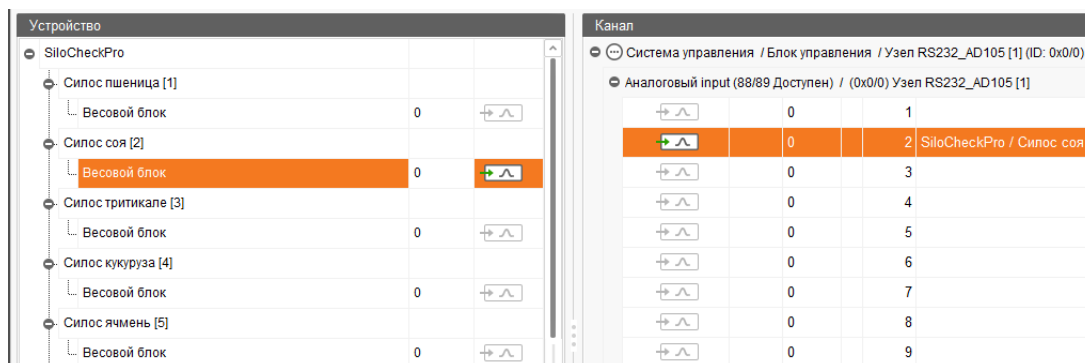 Устройство
SiloCheckPro
Силос пшеница [1]
Весовой блок 0
Силос соя [2]
Весовой блок 0
Силос тритикале [3]
Весовой блок 0
Силос кукуруза [4]
Весовой блок 0
Силос ячмень [5]
Весовой блок 0
Канал
Система управления / Блок управления / Узел RS232_AD105 [1] (ID: 0x0/0)
Аналоговый input (88/89 Доступен) / (0x0/0) Узел RS232_AD105 [1]
0 1
0 2 SiloCheckPro / Силос соя
0 3
0 4
0 5
0 6
0 7
0 8
0 9